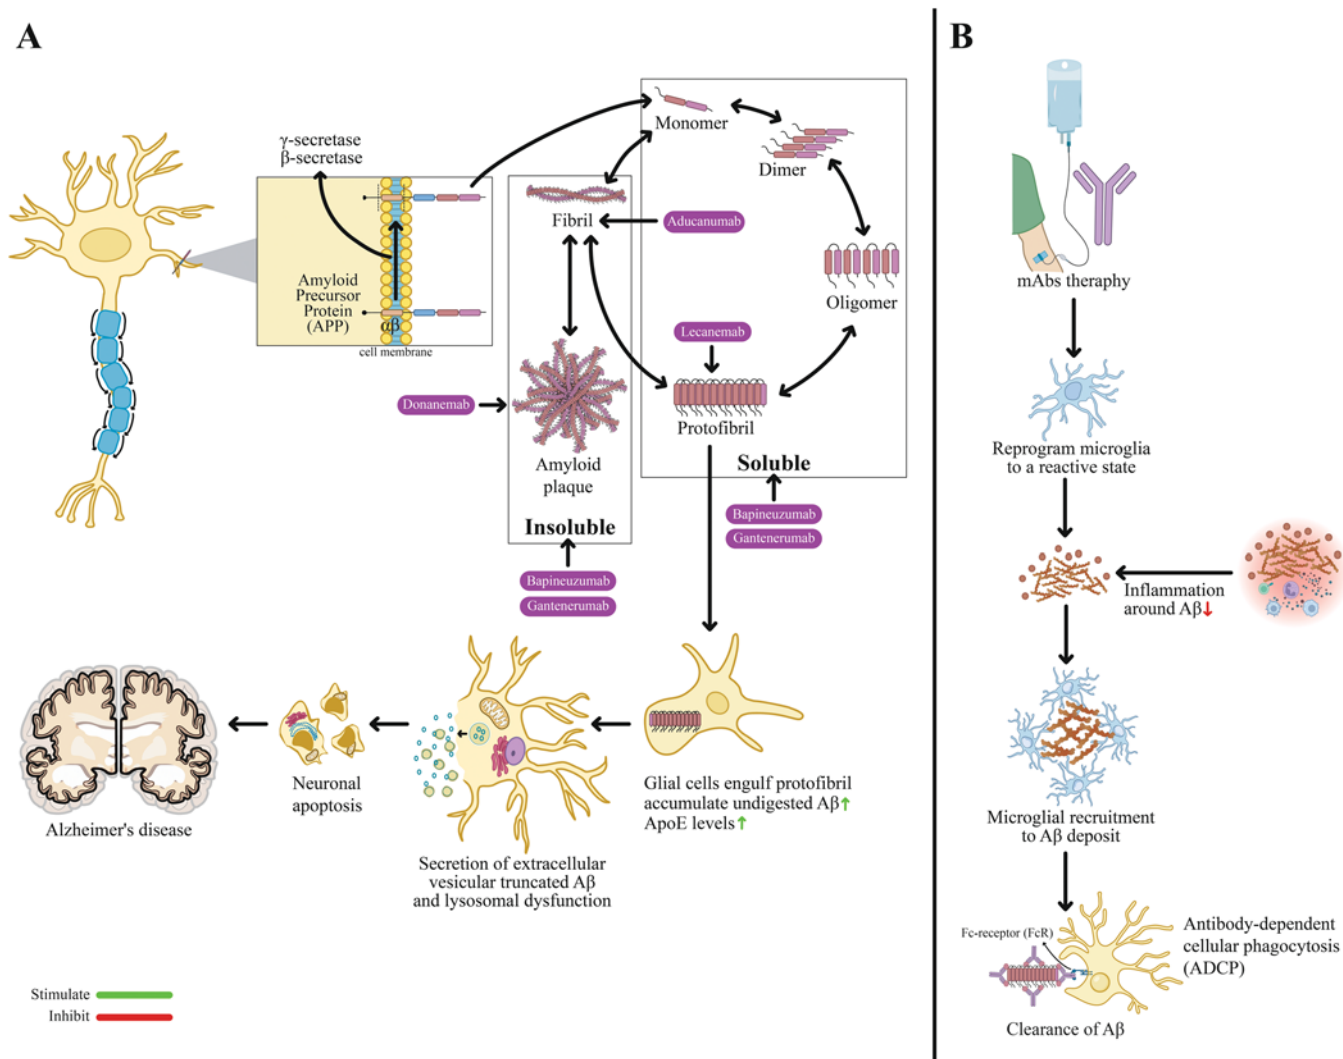 A
γ-secretase
β-secretase
Amyloid
Precursor
Protein
(APP)
αβ
cell membrane
Monomer
Dimer
Oligomer
Fibril
Aducanumab
Lecanemab
Protofibril
Soluble
Donanemab
Amyloid
plaque
Insoluble
Bapineuzumab
Gantenerumab
Bapineuzumab
Gantenerumab
Alzheimer's disease
Neuronal
apoptosis
Secretion of extracellular
vesicular truncated Aβ
and lysosomal dysfunction
Glial cells engulf protofibril
accumulate undigested Aβ↑
ApoE levels↑
Stimulate
Inhibit
B
mAbs theraphy
Reprogram microglia
to a reactive state
Inflammation
around Aβ↓
Microglial recruitment
to Aβ deposit
Fc-receptor (FcR)
Antibody-dependent
cellular phagocytosis
(ADCP)
Clearance of Aβ